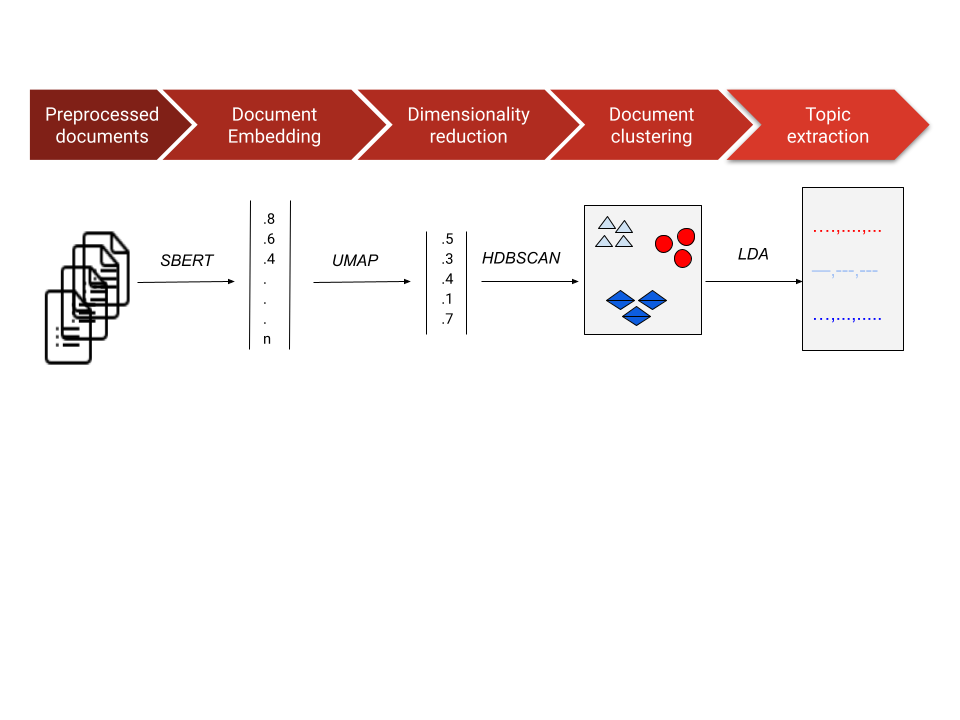 Preprocessed
documents
Document
Embedding
Dimensionality
reduction
Document
clustering
Topic
extraction
SBERT
.8
.6
.4
.
.
.
n
UMAP
.5
.3
.4
.1
.7
HDBSCAN
LDA
....,....,...
___,---,---
...,...,.....